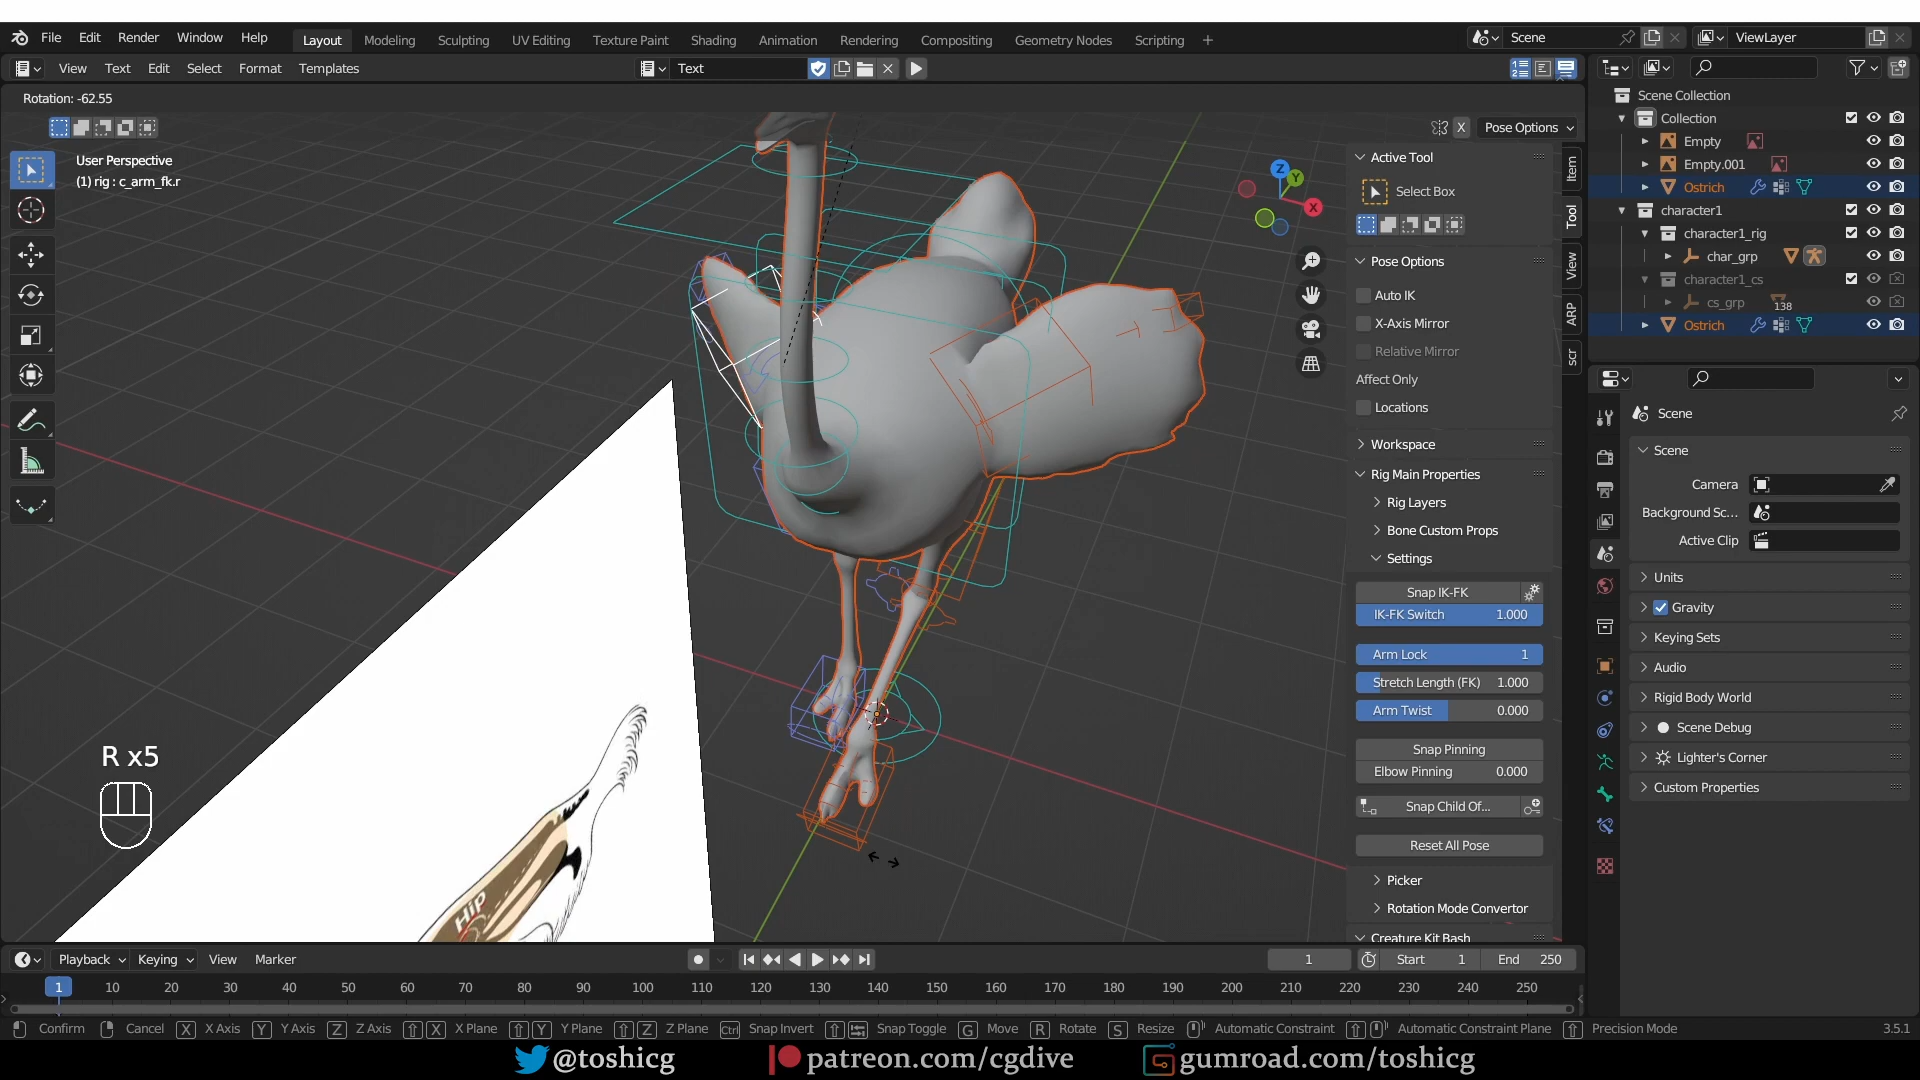 File Edit Render Window Help Layout Modeling Sculpting UV Editing Texture Paint Shading Animation Rendering Compositing Geometry Nodes Scripting + Scene ViewLayer
View Text Edit Select Format Templates Text
Rotation: -62.55
X Pose Options
User Perspective
(1) rig : c_arm_fk.r
Z
Y
X
Active Tool
Select Box
Pose Options
Auto IK
X-Axis Mirror
Relative Mirror
Affect Only
Locations
Workspace
Rig Main Properties
Rig Layers
Bone Custom Props
Settings
Snap IK-FK
IK-FK Switch 1.000
Arm Lock 1
Stretch Length (FK) 1.000
Arm Twist 0.000
Snap Pinning
Elbow Pinning 0.000
Snap Child Of...
Reset All Pose
Picker
Rotation Mode Convertor
Creature Kit Bash
Item
Tool
View
ARP
scr
Scene Collection
Collection
Empty
Empty.001
Ostrich
character1
character1_rig
char_grp
character1_cs
cs_grp 138
Ostrich
Scene
Scene
Camera
Background Sc...
Active Clip
Units
Gravity
Keying Sets
Audio
Rigid Body World
Scene Debug
Lighter's Corner
Custom Properties
R x5
Hip
Playback Keying View Marker 1 Start 1 End 250
1 10 20 30 40 50 60 70 80 90 100 110 120 130 140 150 160 170 180 190 200 210 220 230 240 250
Confirm Cancel X X Axis Y Y Axis Z Z Axis X X Plane Y Y Plane Z Z Plane Ctrl Snap Invert Snap Toggle G Move R Rotate S Resize Automatic Constraint Automatic Constraint Plane Precision Mode 3.5.1
@toshicg patreon.com/cgdive gumroad.com/toshicg